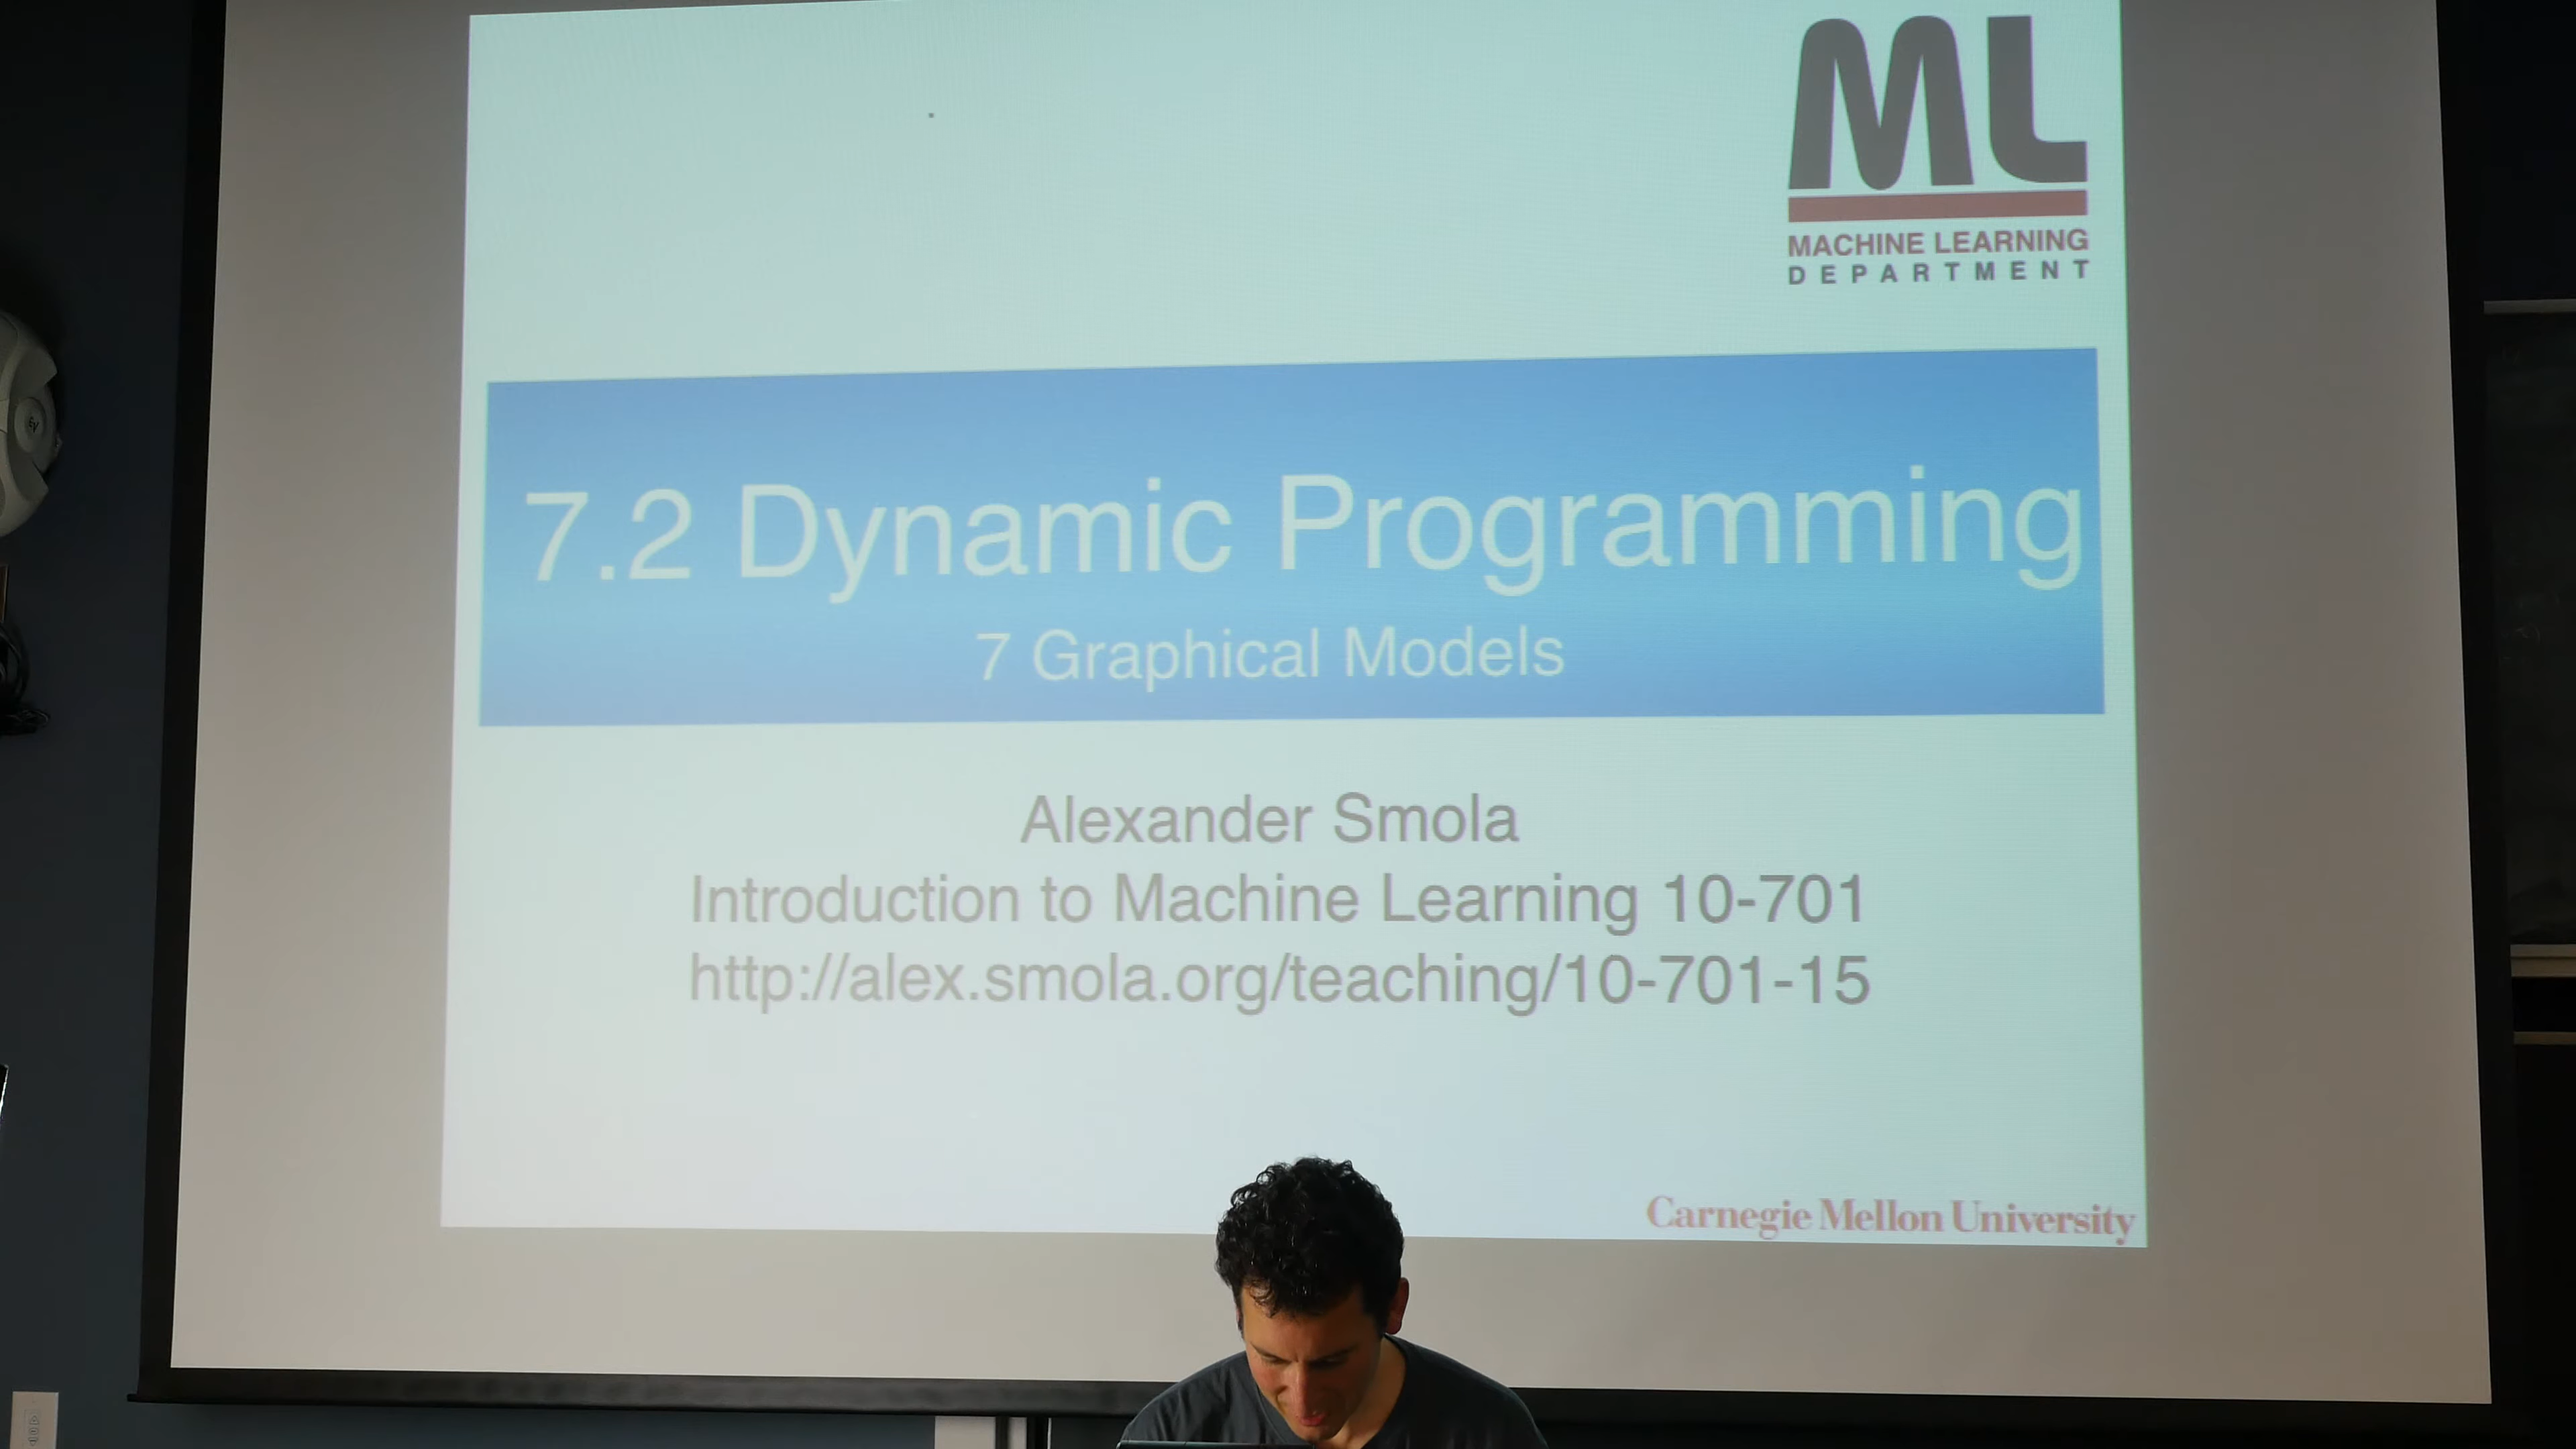 ML
MACHINE LEARNING
DEPARTMENT
7.2 Dynamic Programming
7 Graphical Models
Alexander Smola
Introduction to Machine Learning 10-701
http://alex.smola.org/teaching/10-701-15
Carnegie Mellon University
EV